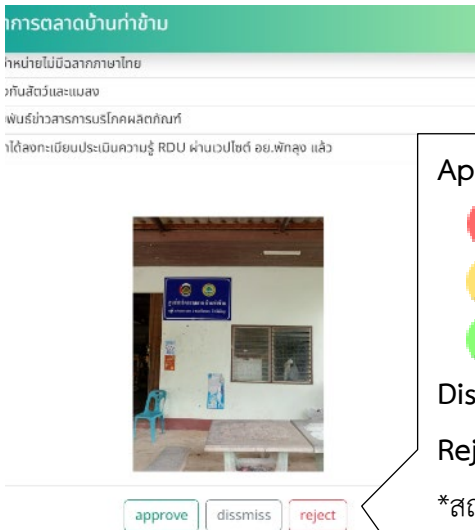 การตลาดบ้านท่าข้าม
ำหน่ายไม่มีฉลากภาษาไทย
งกันสัตว์และแมลง
พันธ์ข่าวสารการบริโภคผลิตภัณฑ์
าได้ลงทะเบียนประเมินความรู้ RDU ผ่านเวปไซต์ อย.พัทลุง แล้ว
approve dissmiss reject
Ap
Dis
Rej